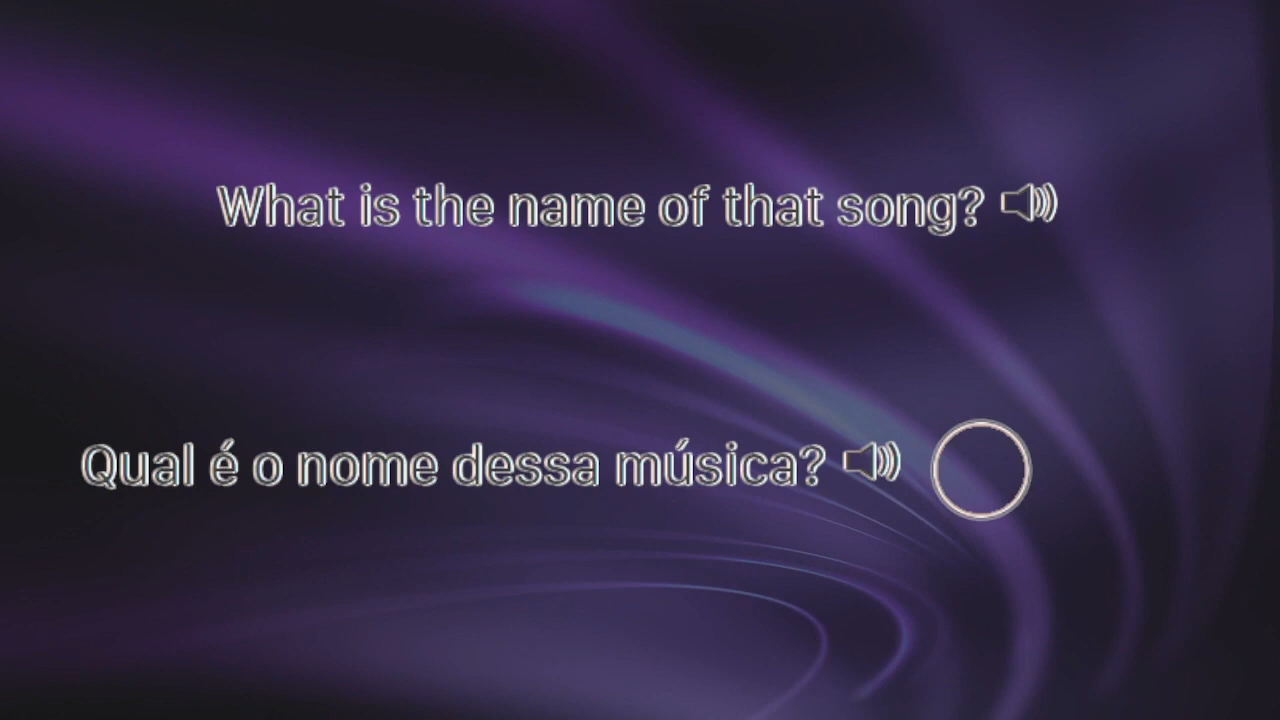 What is the name of that song?
Qual é o nome dessa música?